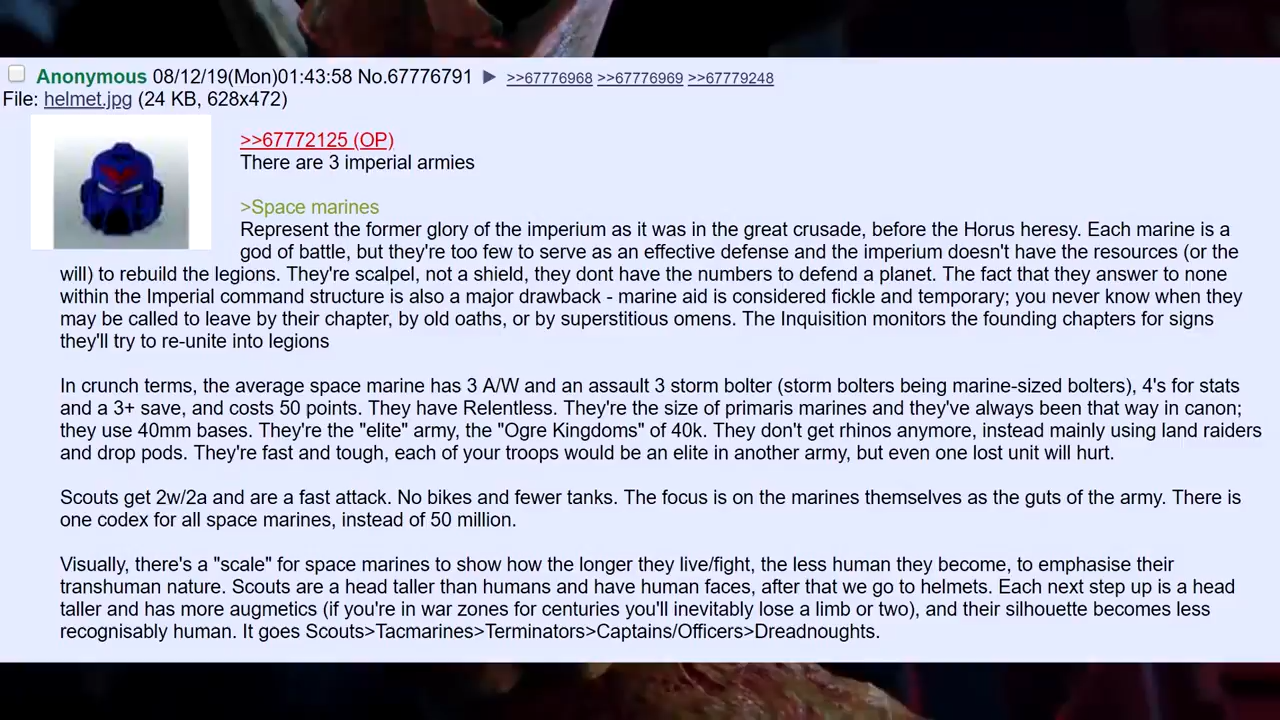 Anonymous 08/12/19(Mon)01:43:58 No.67776791 ▶ >>67776968 >>67776969 >>67779248
File: helmet.jpg (24 KB, 628x472)
>>67772125 (OP)
There are 3 imperial armies
>Space marines
Represent the former glory of the imperium as it was in the great crusade, before the Horus heresy. Each marine is a
god of battle, but they're too few to serve as an effective defense and the imperium doesn't have the resources (or the
will) to rebuild the legions. They're scalpel, not a shield, they dont have the numbers to defend a planet. The fact that they answer to none
within the Imperial command structure is also a major drawback - marine aid is considered fickle and temporary; you never know when they
may be called to leave by their chapter, by old oaths, or by superstitious omens. The Inquisition monitors the founding chapters for signs
they'll try to re-unite into legions
In crunch terms, the average space marine has 3 A/W and an assault 3 storm bolter (storm bolters being marine-sized bolters), 4's for stats
and a 3+ save, and costs 50 points. They have Relentless. They're the size of primaris marines and they've always been that way in canon;
they use 40mm bases. They're the "elite" army, the "Ogre Kingdoms" of 40k. They don't get rhinos anymore, instead mainly using land raiders
and drop pods. They're fast and tough, each of your troops would be an elite in another army, but even one lost unit will hurt.
Scouts get 2w/2a and are a fast attack. No bikes and fewer tanks. The focus is on the marines themselves as the guts of the army. There is
one codex for all space marines, instead of 50 million.
Visually, there's a "scale" for space marines to show how the longer they live/fight, the less human they become, to emphasise their
transhuman nature. Scouts are a head taller than humans and have human faces, after that we go to helmets. Each next step up is a head
taller and has more augmetics (if you're in war zones for centuries you'll inevitably lose a limb or two), and their silhouette becomes less
recognisably human. It goes Scouts>Tacmarines>Terminators>Captains/Officers>Dreadnoughts.